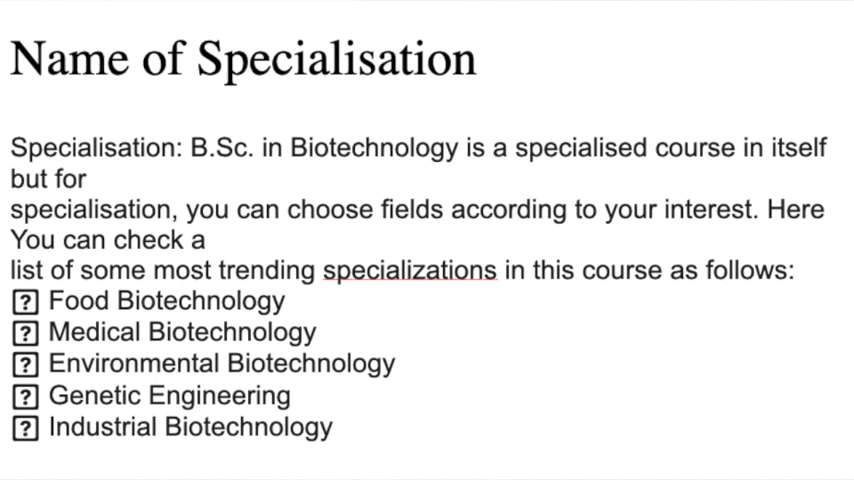 Name of Specialisation
Specialisation: B.Sc. in Biotechnology is a specialised course in itself
but for
specialisation, you can choose fields according to your interest. Here
You can check a
list of some most trending specializations in this course as follows:
⍰ Food Biotechnology
⍰ Medical Biotechnology
⍰ Environmental Biotechnology
⍰ Genetic Engineering
⍰ Industrial Biotechnology